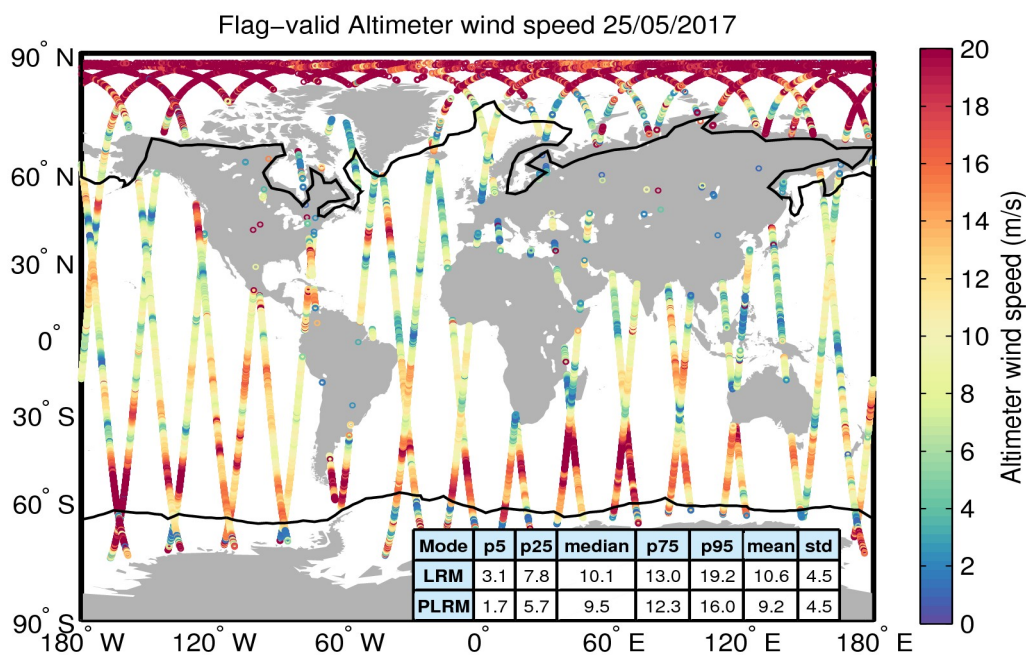 Flag−valid Altimeter wind speed 25/05/2017
90° N
60° N
30° N
0°
30° S
60° S
90° S
180° W
120° W
60° W
0°
60° E
120° E
180° E
Mode p5 p25 median p75 p95 mean std
LRM 3.1 7.8 10.1 13.0 19.2 10.6 4.5
PLRM 1.7 5.7 9.5 12.3 16.0 9.2 4.5
20
18
16
14
12
10
8
6
4
2
0
Altimeter wind speed (m/s)